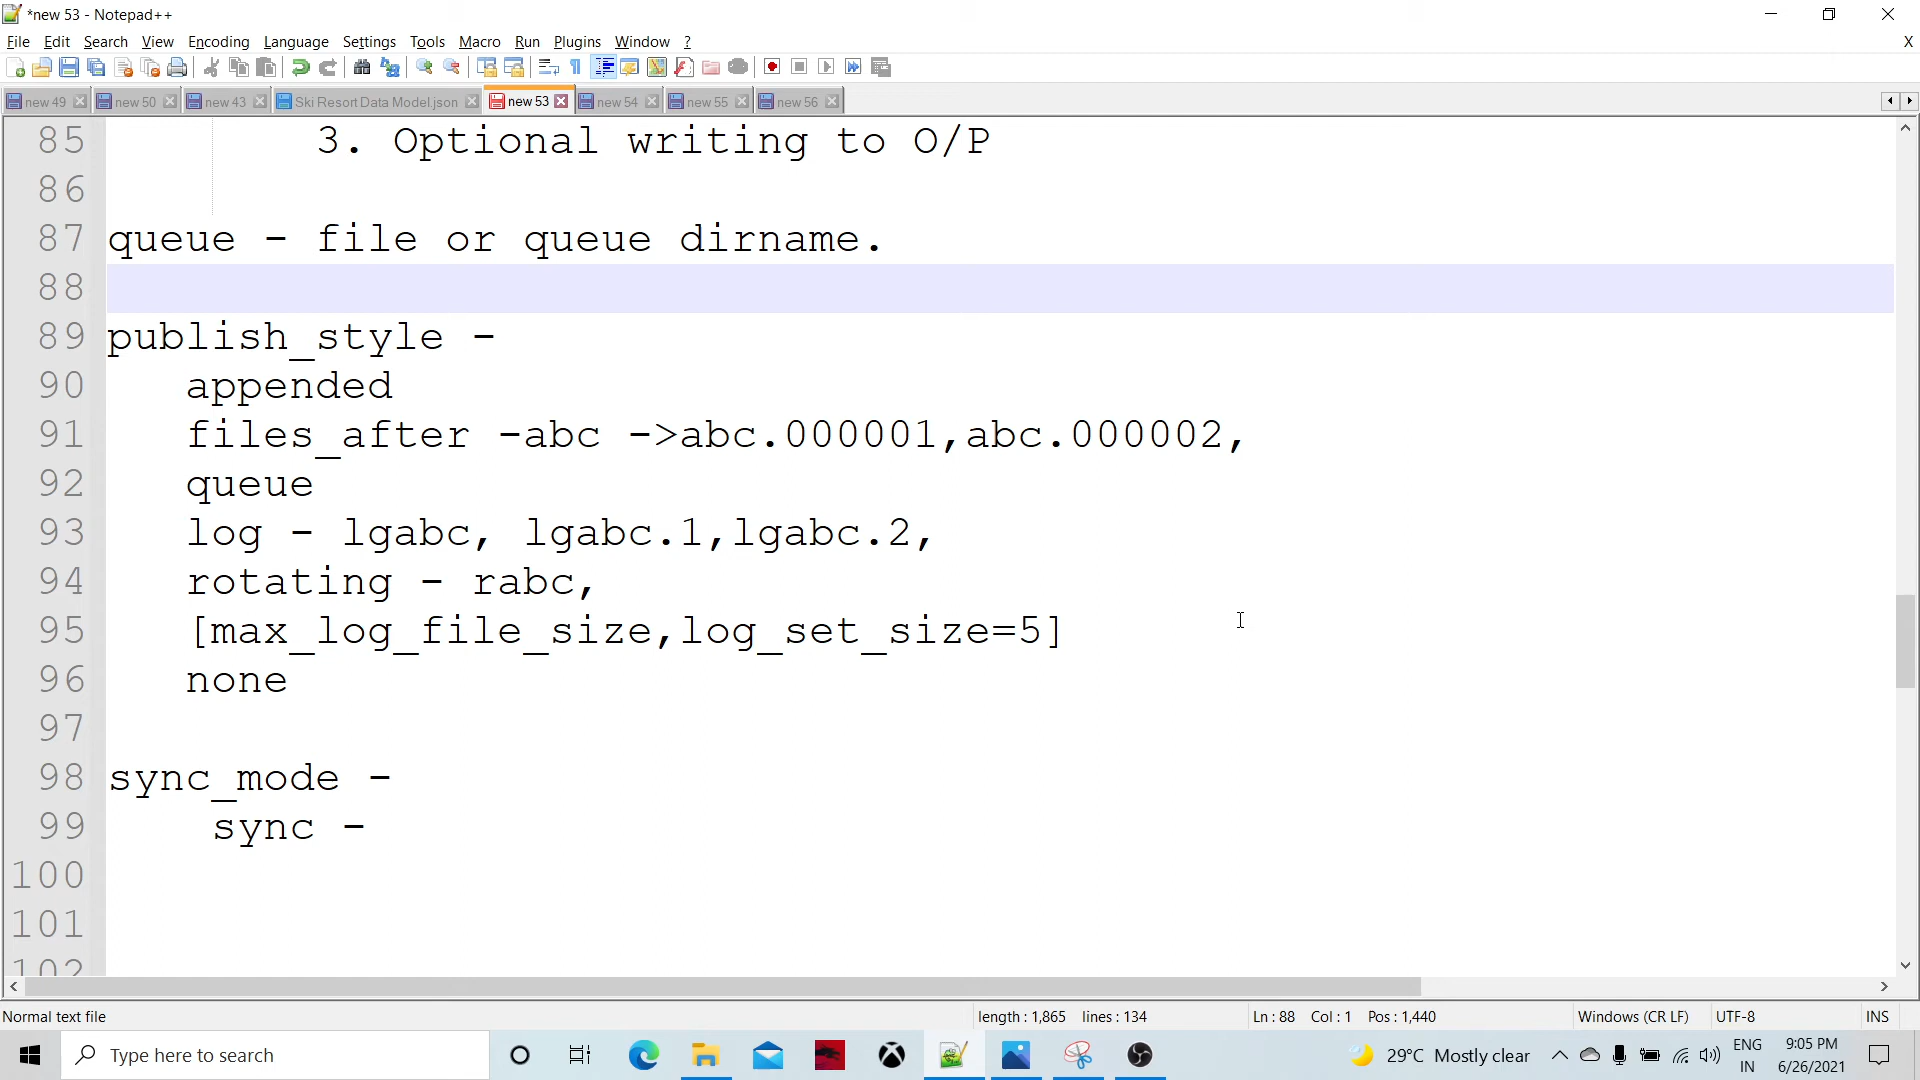 *new 53 - Notepad++
File Edit Search View Encoding Language Settings Tools Macro Run Plugins Window ? X
new 49 new 50 new 43 Ski Resort Data Model.json new 53 new 54 new 55 new 56
85 3. Optional writing to O/P
86
87 queue - file or queue dirname.
88
89 publish_style -
90 appended
91 files_after -abc ->abc.000001,abc.000002,
92 queue
93 log - lgabc, lgabc.1,lgabc.2,
94 rotating - rabc,
95 [max_log_file_size,log_set_size=5]
96 none
97
98 sync_mode -
99 sync -
100
101
102
Normal text file length : 1,865 lines : 134 Ln : 88 Col : 1 Pos : 1,440 Windows (CR LF) UTF-8 INS
Type here to search 29°C Mostly clear ENG IN 9:05 PM 6/26/2021